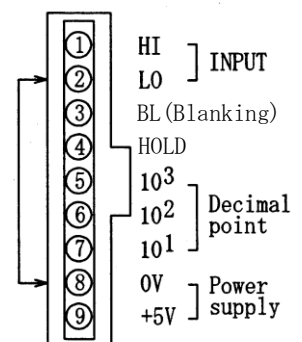 ① HI
INPUT
② LO
③ BL(Blanking)
④ HOLD
⑤ 10³
⑥ 10² Decimal
point
⑦ 10¹
⑧ 0V Power
supply
⑨ +5V